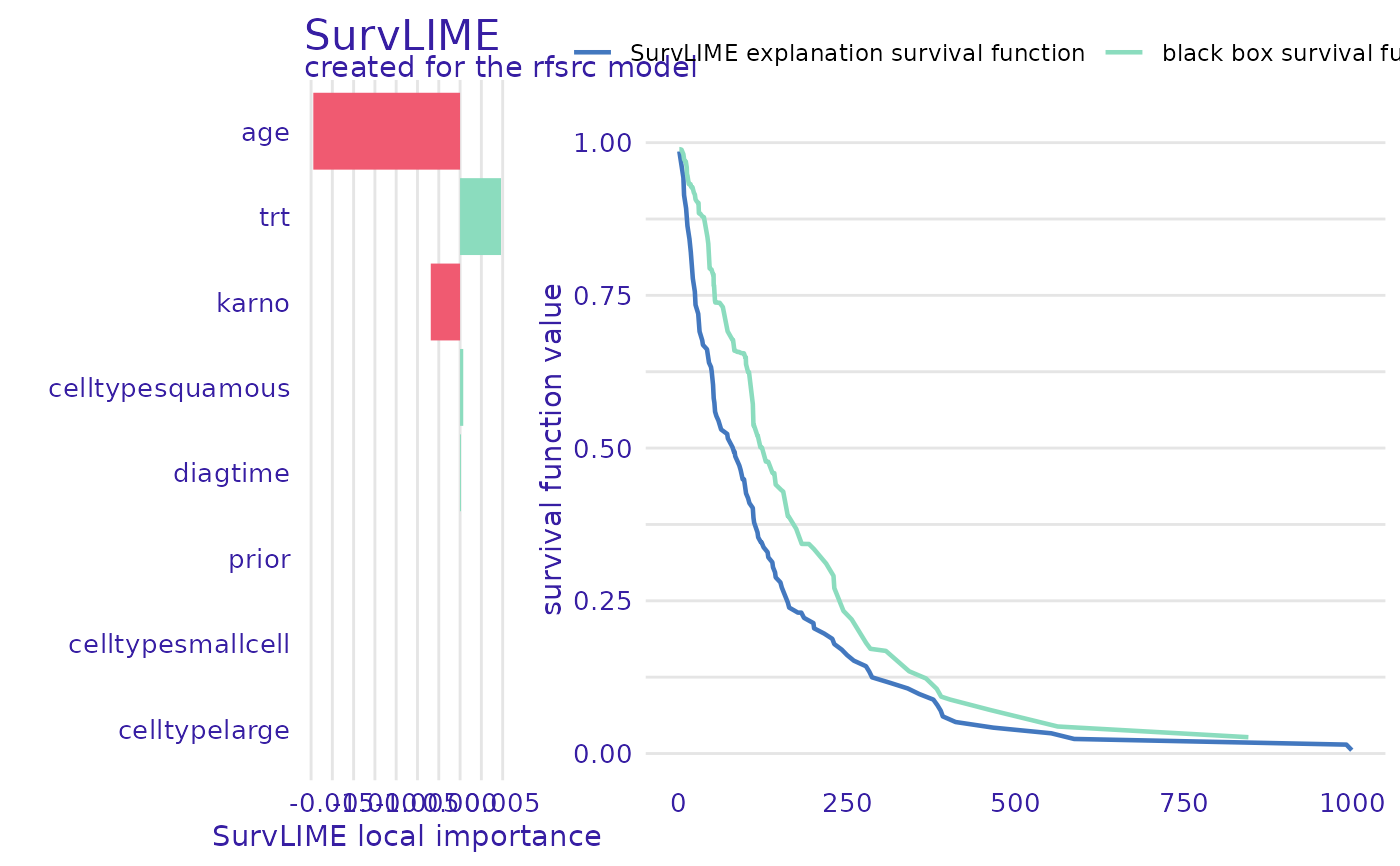 SurvLIME
created for the rfsrc model
SurvLIME explanation survival function
black box survival fu
age
trt
karno
celltypesquamous
diagtime
prior
celltypesmallcell
celltypelarge
SurvLIME local importance
survival function value
1.00
0.75
0.50
0.25
0.00
0
250
500
750
1000